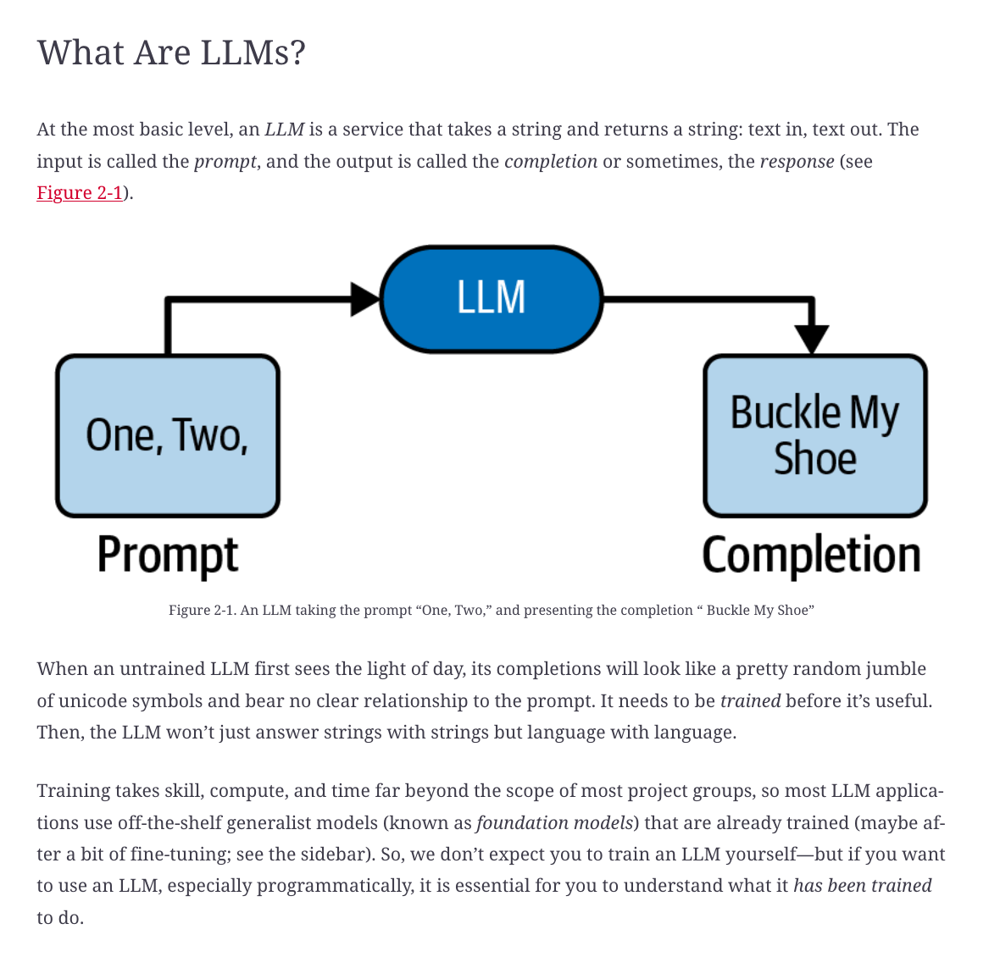 What Are LLMs?
At the most basic level, an LLM is a service that takes a string and returns a string: text in, text out. The
input is called the prompt, and the output is called the completion or sometimes, the response (see
Figure 2-1).
LLM
One, Two,
Buckle My
Shoe
Prompt
Completion
Figure 2-1. An LLM taking the prompt “One, Two,” and presenting the completion “ Buckle My Shoe”
When an untrained LLM first sees the light of day, its completions will look like a pretty random jumble
of unicode symbols and bear no clear relationship to the prompt. It needs to be trained before it’s useful.
Then, the LLM won’t just answer strings with strings but language with language.
Training takes skill, compute, and time far beyond the scope of most project groups, so most LLM applica-
tions use off-the-shelf generalist models (known as foundation models) that are already trained (maybe af-
ter a bit of fine-tuning; see the sidebar). So, we don’t expect you to train an LLM yourself—but if you want
to use an LLM, especially programmatically, it is essential for you to understand what it has been trained
to do.